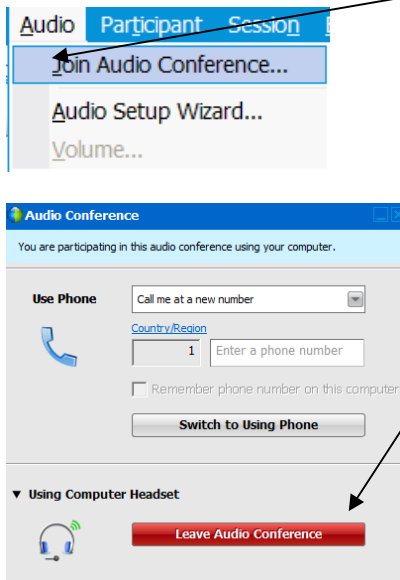 Audio Participant Session
Join Audio Conference...
Audio Setup Wizard...
Volume...
Audio Conference
You are participating in this audio conference using your computer.
Use Phone Call me at a new number
Country/Region
1 Enter a phone number
Remember phone number on this computer
Switch to Using Phone
▼ Using Computer Headset
Leave Audio Conference